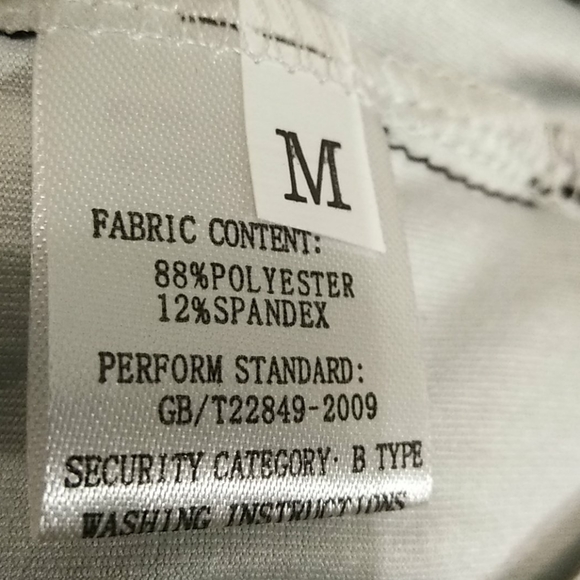 M
FABRIC CONTENT:
88%POLYESTER
12%SPANDEX
PERFORM STANDARD:
GB/T22849-2009
SECURITY CATEGORY: B TYPE
WASHING INSTRUCTIONS